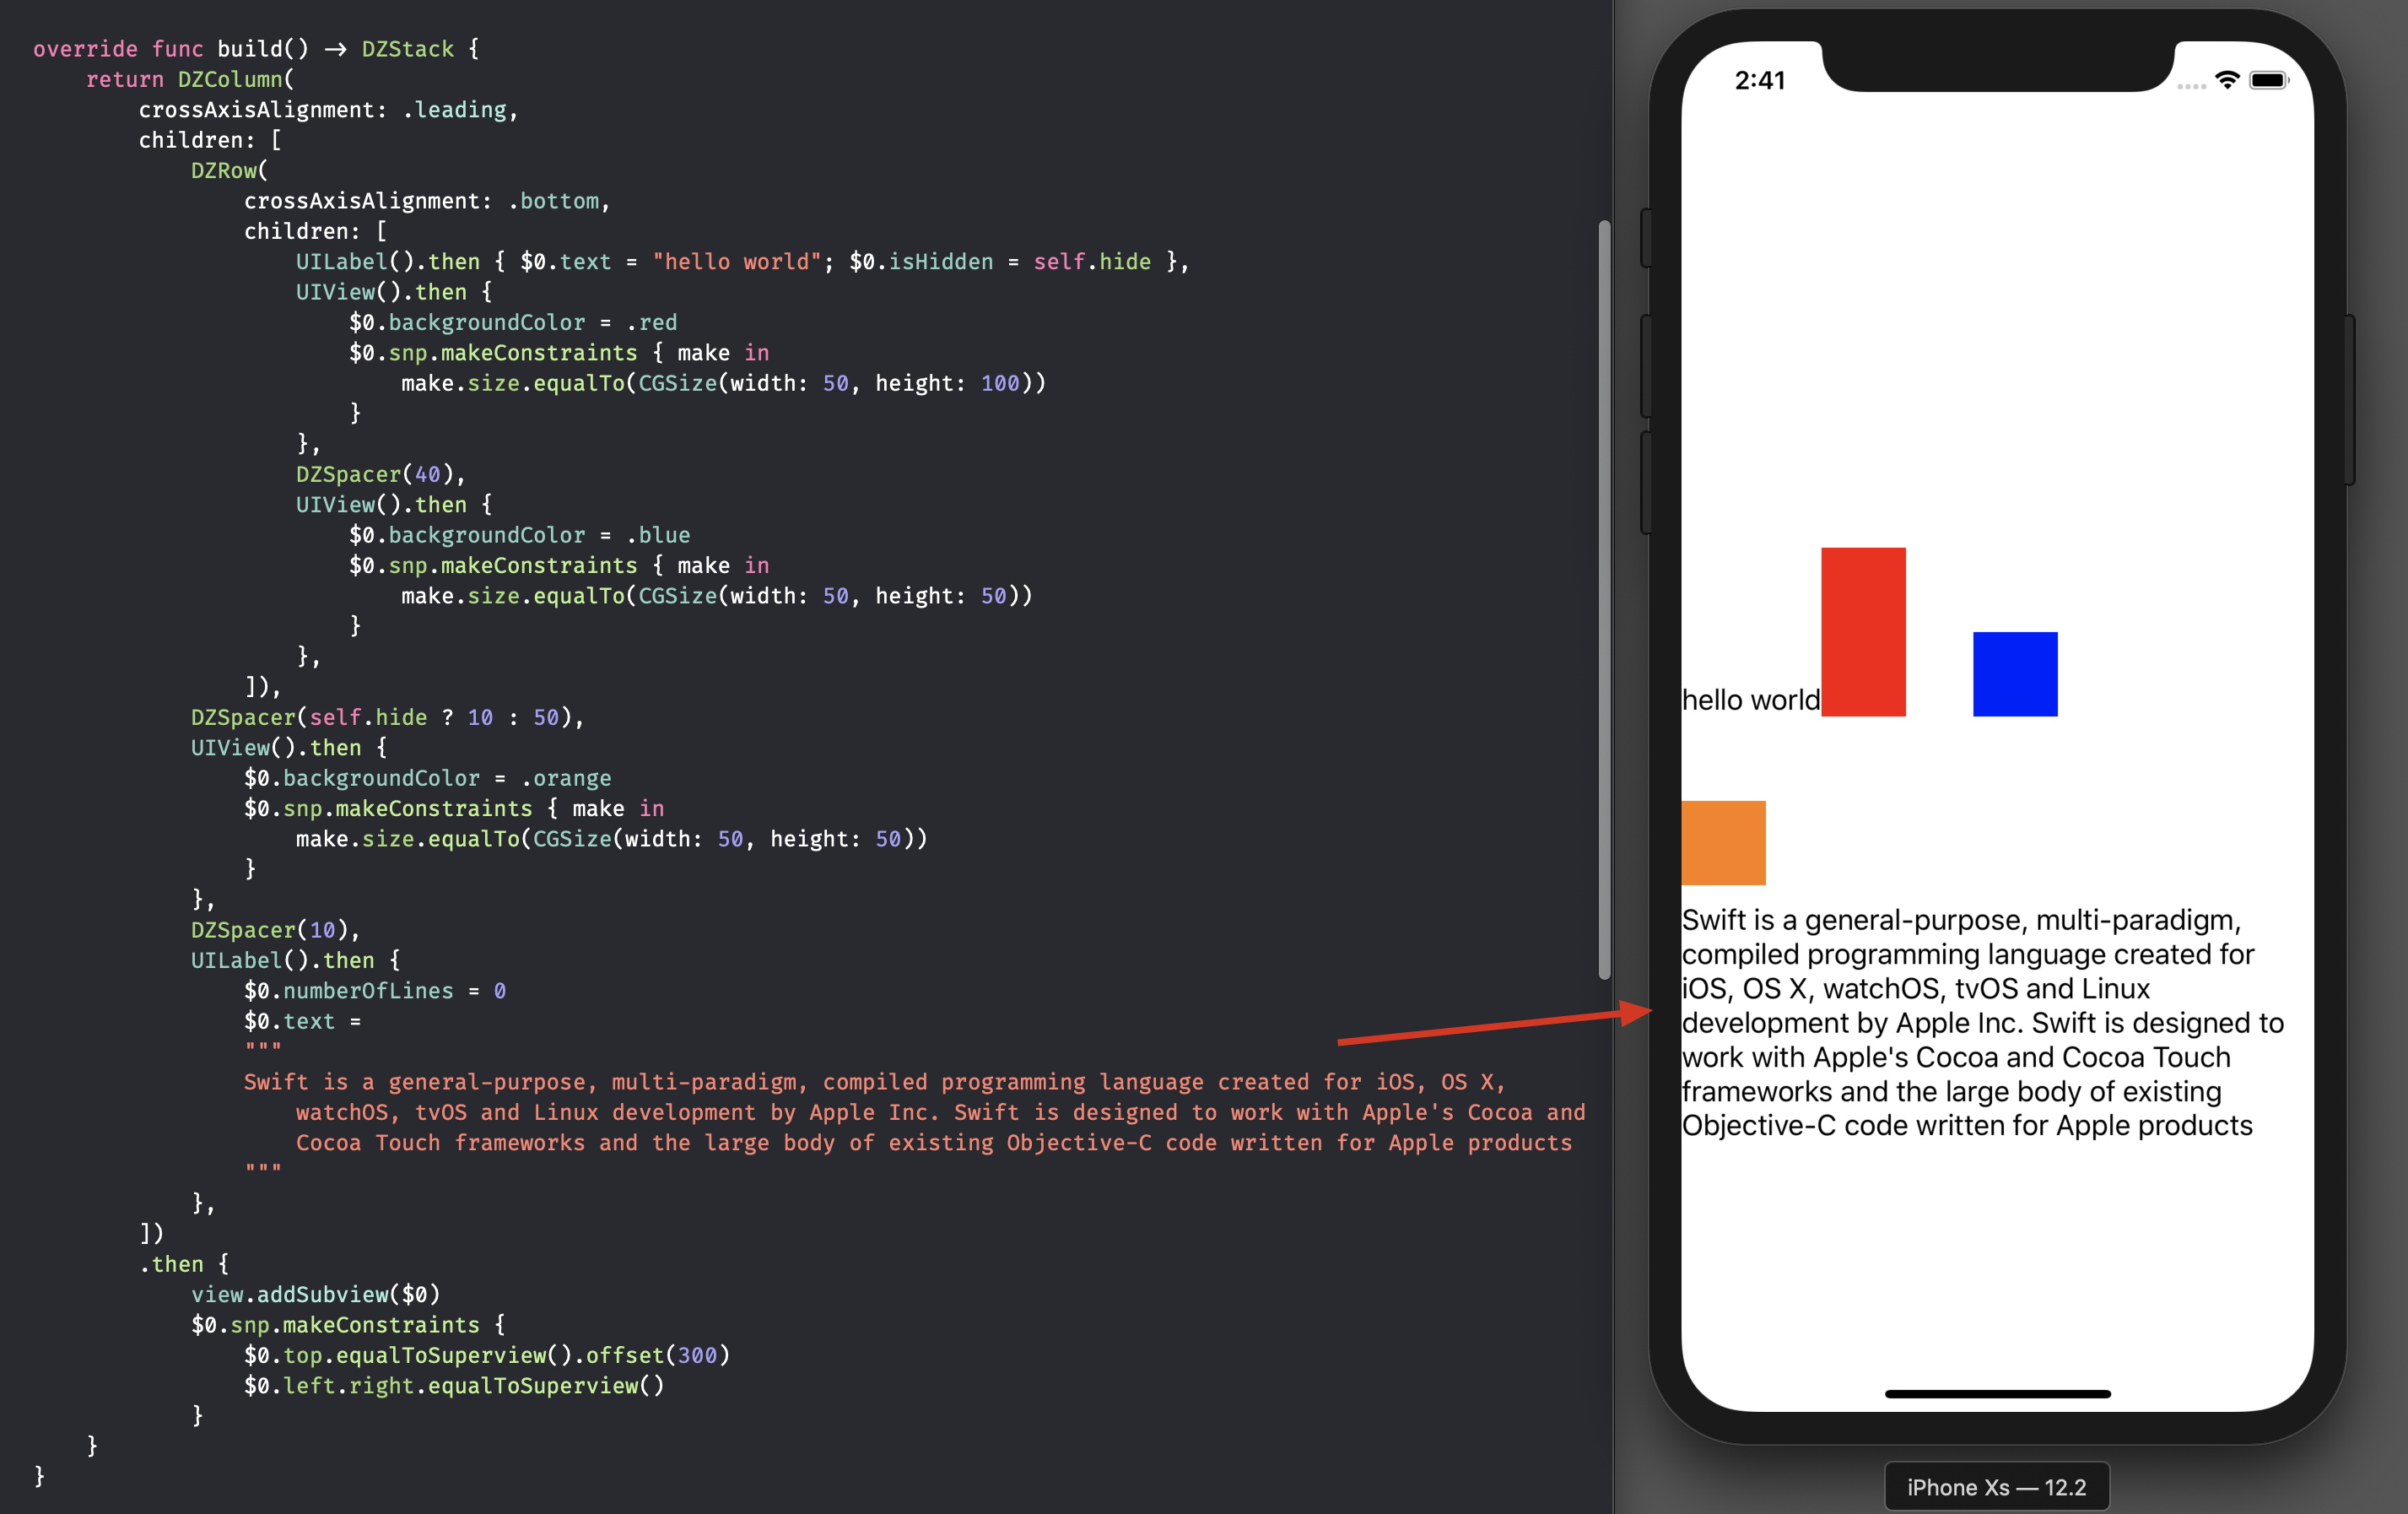 override func build() → DZStack {
    return DZColumn(
        crossAxisAlignment: .leading,
        children: [
            DZRow(
                crossAxisAlignment: .bottom,
                children: [
                    UILabel().then { $0.text = "hello world"; $0.isHidden = self.hide },
                    UIView().then {
                        $0.backgroundColor = .red
                        $0.snp.makeConstraints { make in
                            make.size.equalTo(CGSize(width: 50, height: 100))
                        }
                    },
                    DZSpacer(40),
                    UIView().then {
                        $0.backgroundColor = .blue
                        $0.snp.makeConstraints { make in
                            make.size.equalTo(CGSize(width: 50, height: 50))
                        }
                    },
                ]),
            DZSpacer(self.hide ? 10 : 50),
            UIView().then {
                $0.backgroundColor = .orange
                $0.snp.makeConstraints { make in
                    make.size.equalTo(CGSize(width: 50, height: 50))
                }
            },
            DZSpacer(10),
            UILabel().then {
                $0.numberOfLines = 0
                $0.text =
                """
                Swift is a general-purpose, multi-paradigm, compiled programming language created for iOS, OS X,
                    watchOS, tvOS and Linux development by Apple Inc. Swift is designed to work with Apple's Cocoa and
                    Cocoa Touch frameworks and the large body of existing Objective-C code written for Apple products
                """
            },
        ])
        .then {
            view.addSubview($0)
            $0.snp.makeConstraints {
                $0.top.equalToSuperview().offset(300)
                $0.left.right.equalToSuperview()
            }
    }
}
2:41
hello world
Swift is a general-purpose, multi-paradigm,
compiled programming language created for
iOS, OS X, watchOS, tvOS and Linux
development by Apple Inc. Swift is designed to
work with Apple's Cocoa and Cocoa Touch
frameworks and the large body of existing
Objective-C code written for Apple products
iPhone Xs — 12.2